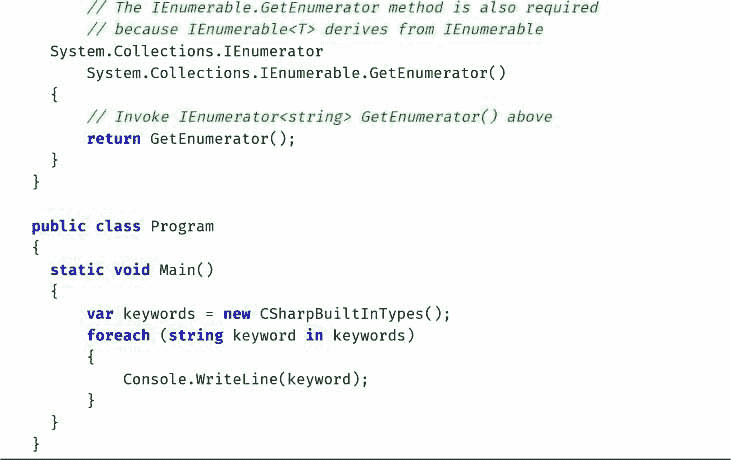 // The IEnumerable.GetEnumerator method is also required
// because IEnumerable<T> derives from IEnumerable
System.Collections.IEnumerator
System.Collections.IEnumerable.GetEnumerator()
{
// Invoke IEnumerator<string> GetEnumerator() above
return GetEnumerator();
}
}
public class Program
{
static void Main()
{
var keywords = new CSharpBuiltInTypes();
foreach (string keyword in keywords)
{
Console.WriteLine(keyword);
}
}
}